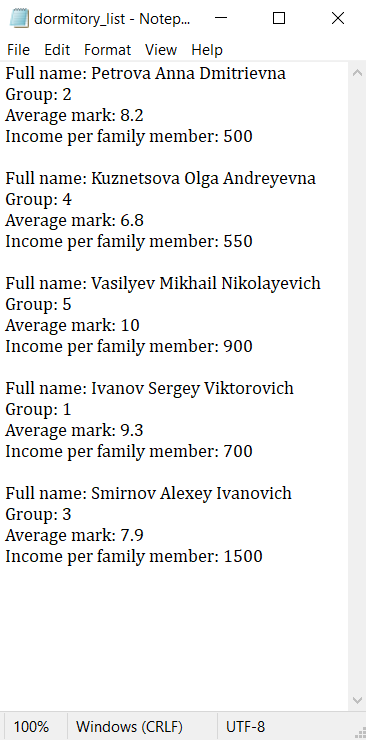 dormitory_list - Notep...
File Edit Format View Help
Full name: Petrova Anna Dmitrievna
Group: 2
Average mark: 8.2
Income per family member: 500
Full name: Kuznetsova Olga Andreyevna
Group: 4
Average mark: 6.8
Income per family member: 550
Full name: Vasilyev Mikhail Nikolayevich
Group: 5
Average mark: 10
Income per family member: 900
Full name: Ivanov Sergey Viktorovich
Group: 1
Average mark: 9.3
Income per family member: 700
Full name: Smirnov Alexey Ivanovich
Group: 3
Average mark: 7.9
Income per family member: 1500
100% Windows (CRLF) UTF-8